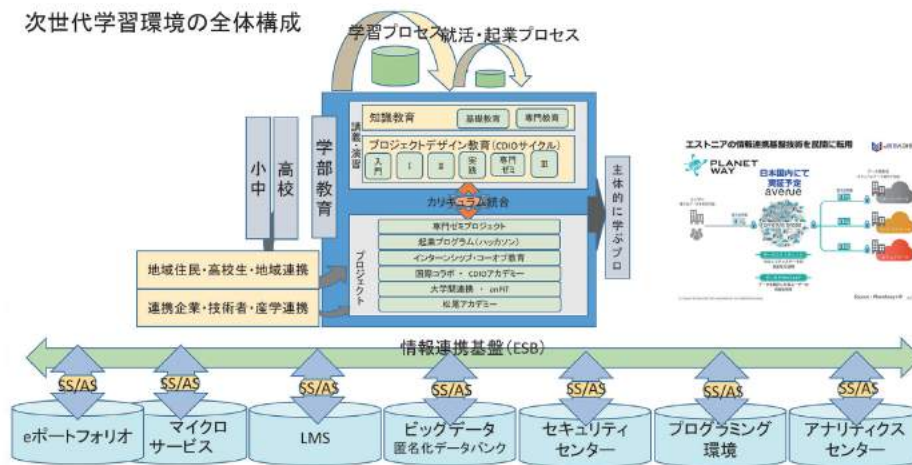 次世代学習環境の全体構成
学習プロセス
就活・起業プロセス
小中
高校
学部教育
講義・演習
知識教育
基礎教育
専門教育
プロジェクトデザイン教育(CDIOサイクル)
入門
Ⅰ
Ⅱ
実践
専門ゼミ
Ⅲ
カリキュラム統合
プロジェクト
専門ゼミプロジェクト
起業プログラム(ハッカソン)
インターンシップ・コーオプ教育
国際コラボ・CDIOアカデミー
大学間連携・
松尾アカデミー
主体的に学ぶプロ
地域住民・高校生・地域連携
連携企業・技術者・産学連携
エストニアの情報連携基盤技術を民間に転用
PLANET
WAY
日本国内にて
実証予定
avenue
情報連携基盤(ESB)
SS/AS
SS/AS
SS/AS
SS/AS
SS/AS
SS/AS
SS/AS
eポートフォリオ
マイクロ
サービス
LMS
ビッグデータ
匿名化データバンク
セキュリティ
センター
プログラミング
環境
アナリティクス
センター